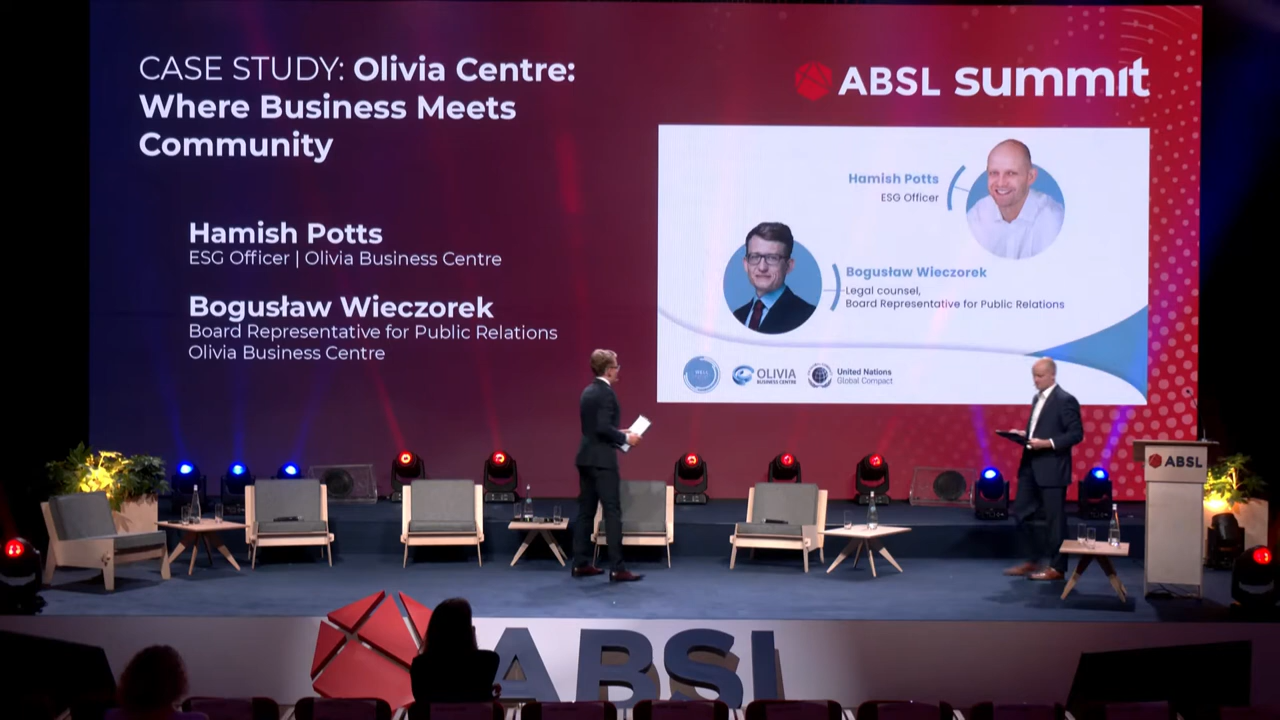 CASE STUDY: Olivia Centre:
Where Business Meets
Community
Hamish Potts
ESG Officer | Olivia Business Centre
Bogusław Wieczorek
Board Representative for Public Relations
Olivia Business Centre
ABSL summit
Hamish Potts
ESG Officer
Bogusław Wieczorek
Legal counsel,
Board Representative for Public Relations
WELL
OLIVIA
BUSINESS CENTRE
United Nations
Global Compact
ABSL
ABSL